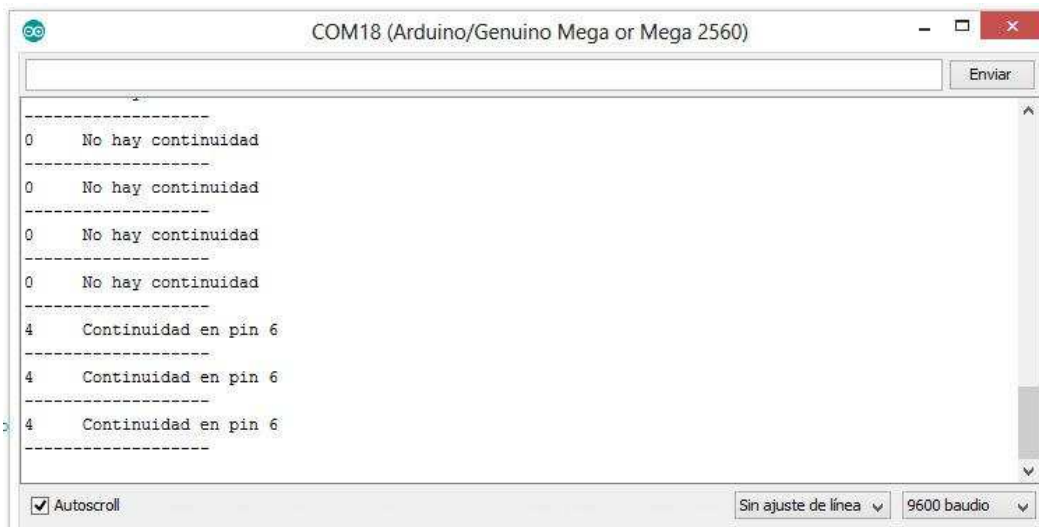 COM18 (Arduino/Genuino Mega or Mega 2560)
Enviar
-------------------
0 No hay continuidad
-------------------
0 No hay continuidad
-------------------
0 No hay continuidad
-------------------
0 No hay continuidad
-------------------
4 Continuidad en pin 6
-------------------
4 Continuidad en pin 6
-------------------
4 Continuidad en pin 6
-------------------
Autoscroll
Sin ajuste de línea
9600 baudio